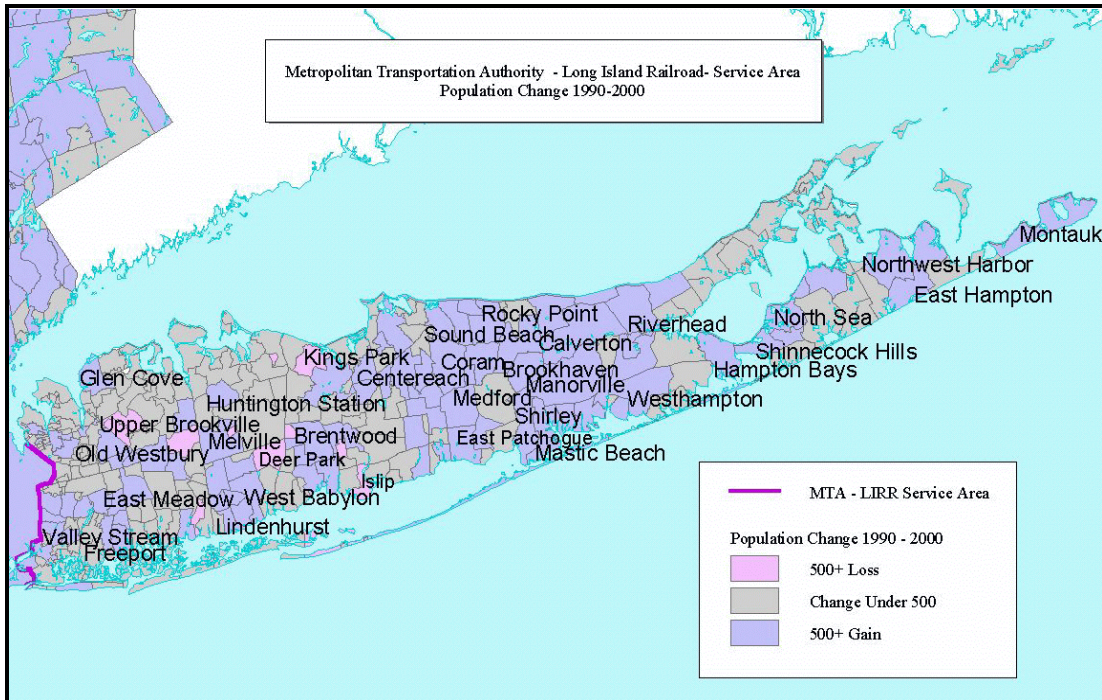 Metropolitan Transportation Authority - Long Island Railroad- Service Area
Population Change 1990-2000
Montauk
Northwest Harbor
East Hampton
Rocky Point
Riverhead
North Sea
Sound Beach
Calverton
Shinnecock Hills
Kings Park
Coram
Brookhaven
Hampton Bays
Glen Cove
Centereach
Manorville
Huntington Station
Medford
Westhampton
Upper Brookville
Shirley
Melville
Brentwood
East Patchogue
Old Westbury
Deer Park
Mastic Beach
Islip
East Meadow
West Babylon
Lindenhurst
Valley Stream
Freeport
MTA - LIRR Service Area
Population Change 1990 - 2000
500+ Loss
Change Under 500
500+ Gain